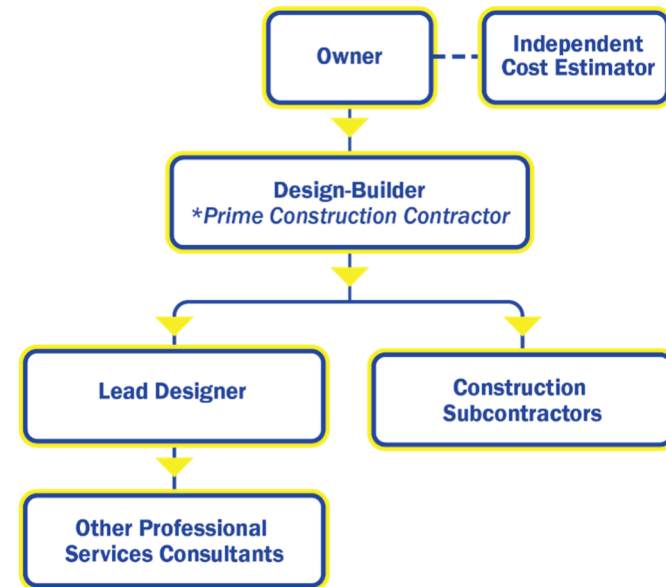 Owner
Independent
Cost Estimator
Design-Builder
*Prime Construction Contractor
Lead Designer
Construction
Subcontractors
Other Professional
Services Consultants